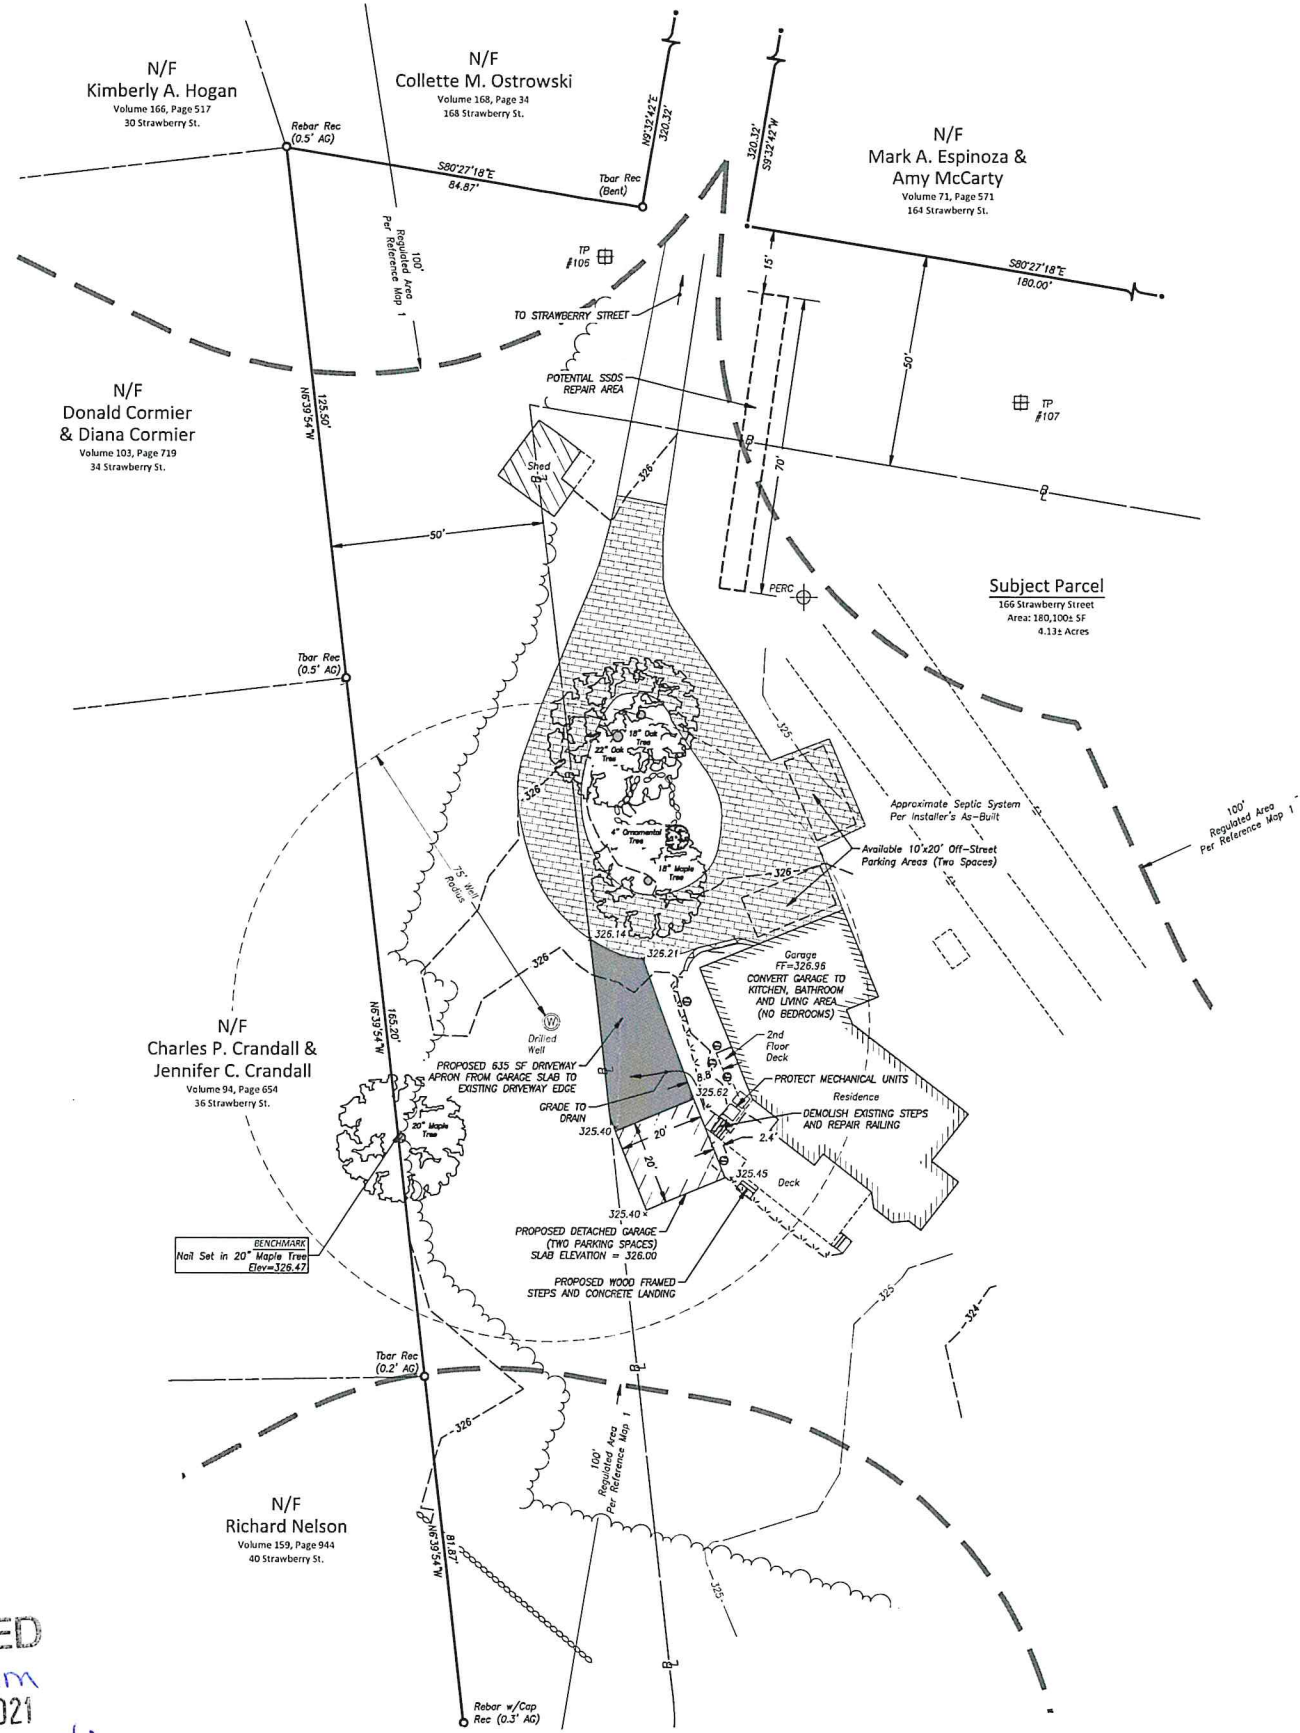 N/F
Kimberly A. Hogan
Volume 166, Page 517
30 Strawberry St.
N/F
Collette M. Ostrowski
Volume 168, Page 34
168 Strawberry St.
N9°32'42"E
320.32'
320.32'
S9°32'42"W
N/F
Mark A. Espinoza &
Amy McCarty
Volume 71, Page 571
164 Strawberry St.
Rebar Rec
(0.5' AG)
S80°27'18"E
84.87'
Tbar Rec
(Bent)
100'
Regulated Area
Per Reference Map 1
TP
#106
15'
S80°27'18"E
180.00'
TO STRAWBERRY STREET
50'
POTENTIAL SSDS
REPAIR AREA
TP
#107
N/F
Donald Cormier
& Diana Cormier
Volume 103, Page 719
34 Strawberry St.
125.50'
N6°39'54"W
Shed
326
70'
50'
PERC
Subject Parcel
166 Strawberry Street
Area: 180,100± SF
4.13± Acres
Tbar Rec
(0.5' AG)
325
18" Oak
Tree
22" Oak
Tree
326
Approximate Septic System
Per Installer's As-Built
100'
Regulated Area
Per Reference Map 1
4" Ornamental
Tree
Available 10'x20' Off-Street
Parking Areas (Two Spaces)
18" Maple
Tree
326
75' Well
Radius
326.14
326.21
326
Garage
FF=326.96
CONVERT GARAGE TO
KITCHEN, BATHROOM
AND LIVING AREA
(NO BEDROOMS)
165.20'
N6°39'54"W
W
Drilled
Well
N/F
Charles P. Crandall &
Jennifer C. Crandall
Volume 94, Page 654
36 Strawberry St.
2nd
Floor
Deck
PROPOSED 635 SF DRIVEWAY
APRON FROM GARAGE SLAB TO
EXISTING DRIVEWAY EDGE
8.8'
325.62
PROTECT MECHANICAL UNITS
Residence
GRADE TO
DRAIN
DEMOLISH EXISTING STEPS
AND REPAIR RAILING
20" Maple
Tree
325.40
20'
20'
2.4'
325.45
Deck
325.40
BENCHMARK
Nail Set in 20" Maple Tree
Elev=326.47
PROPOSED DETACHED GARAGE
(TWO PARKING SPACES)
SLAB ELEVATION = 326.00
PROPOSED WOOD FRAMED
STEPS AND CONCRETE LANDING
325
324
Tbar Rec
(0.2' AG)
326
100'
Regulated Area
Per Reference Map 1
N/F
Richard Nelson
Volume 159, Page 944
40 Strawberry St.
81.87'
N6°39'54"W
325
Rebar w/Cap
Rec (0.3' AG)
ED
m
021